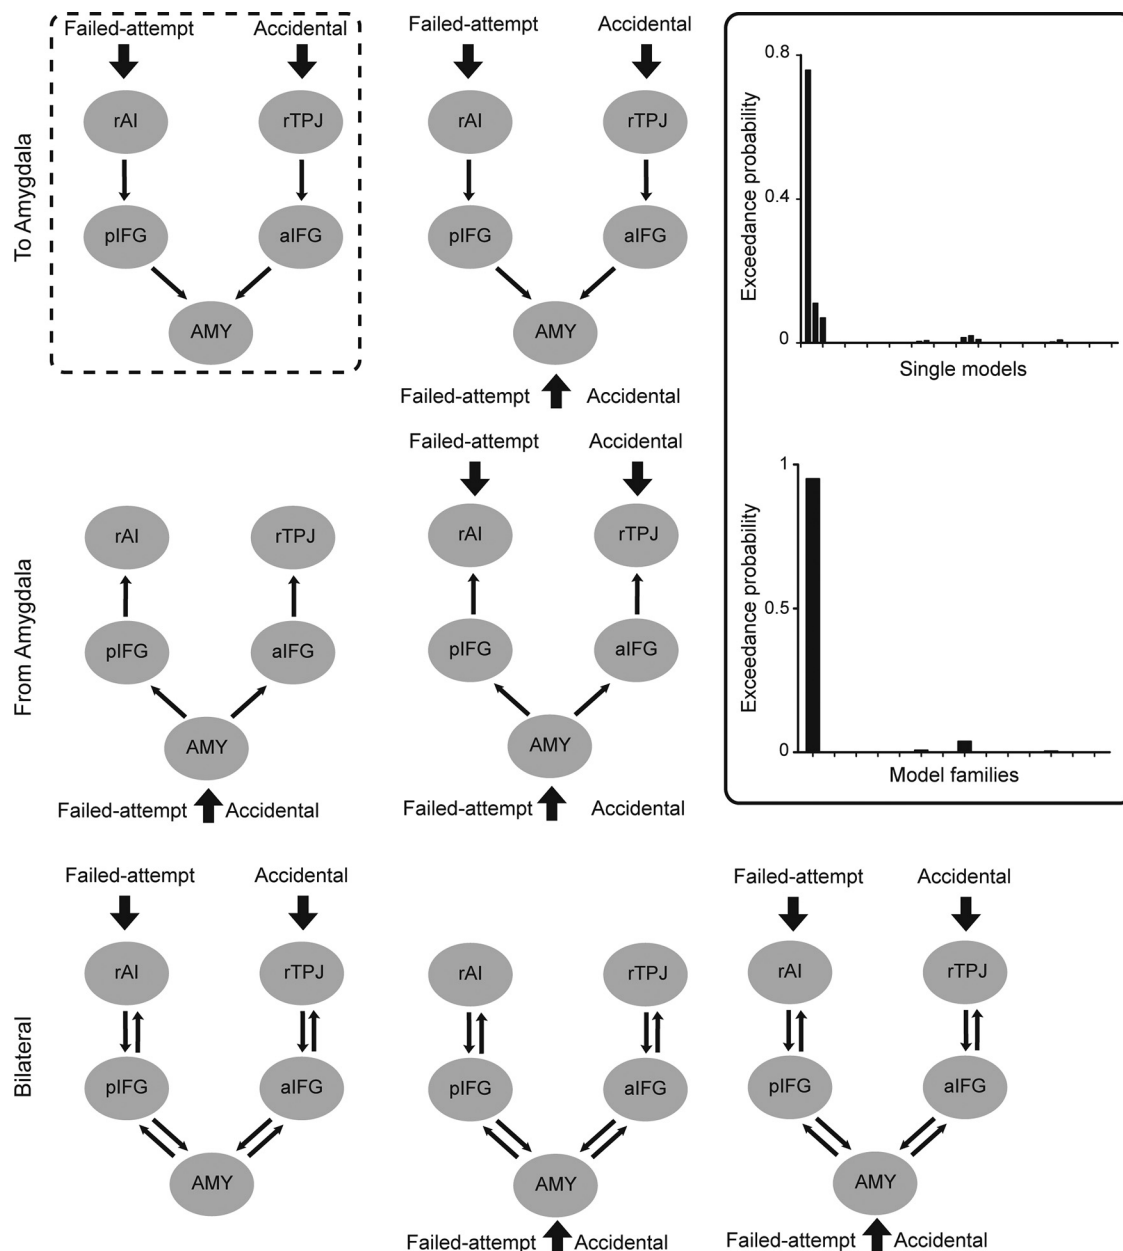 To Amygdala
Failed-attempt Accidental
rAI rTPJ
pIFG aIFG
AMY
Failed-attempt Accidental
rAI rTPJ
pIFG aIFG
AMY
Failed-attempt Accidental
Exceedance probability
0.8
0.4
0
Single models
Exceedance probability
1
0.5
0
Model families
From Amygdala
rAI rTPJ
pIFG aIFG
AMY
Failed-attempt Accidental
Failed-attempt Accidental
rAI rTPJ
pIFG aIFG
AMY
Failed-attempt Accidental
Bilateral
Failed-attempt Accidental
rAI rTPJ
pIFG aIFG
AMY
rAI rTPJ
pIFG aIFG
AMY
Failed-attempt Accidental
Failed-attempt Accidental
rAI rTPJ
pIFG aIFG
AMY
Failed-attempt Accidental